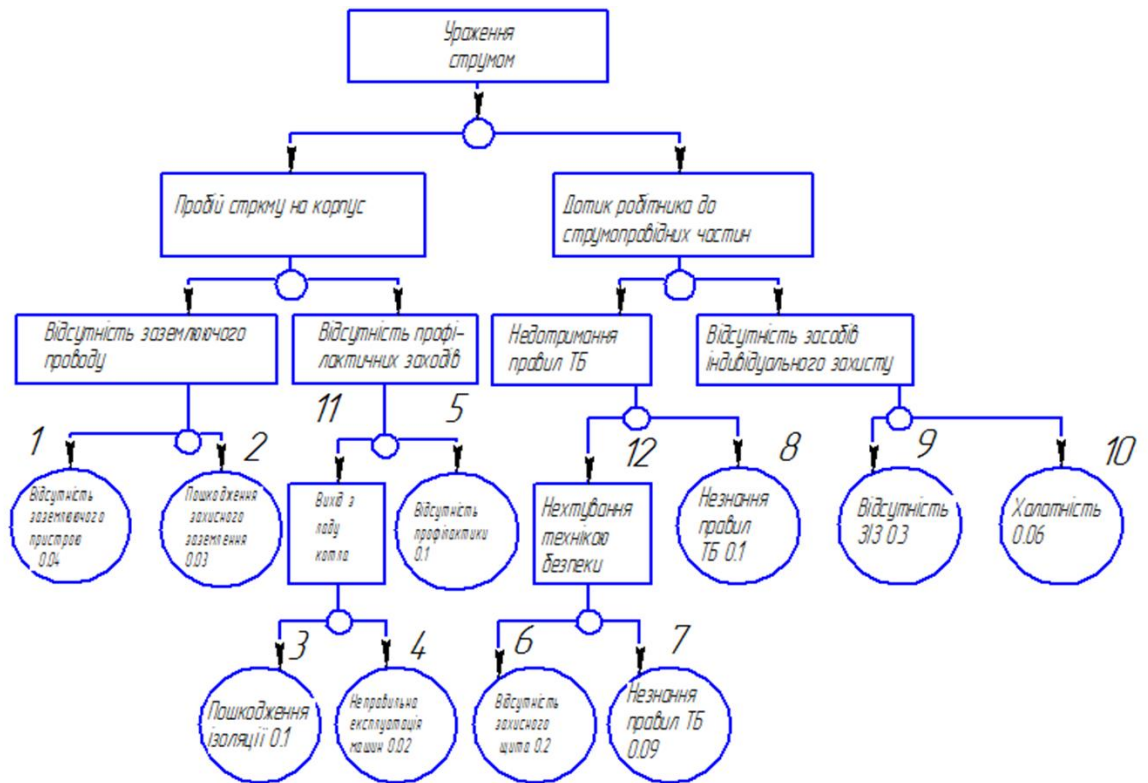 Ураження
струмом
Пробій стркму на корпус
Дотик робітника до
струмопровідних частин
Відсутність заземлюючого
проводу
Відсутність профі-
лактичних заходів
Недотримання
правил ТБ
Відсутність засобів
індивідуального захисту
1
2
11
5
12
8
9
10
Відсутність
заземлюючого
пристрою
0.04
Пошкодження
захисного
заземлення
0.03
Вихід з
ладу
котла
Відсутність
профілактики
0.1
Нехтування
технікою
безпеки
Незнання
правил
ТБ 0.1
Відсутність
ЗІЗ 0.3
Халатність
0.06
3
4
6
7
Пошкодження
ізоляції 0.1
Неправильна
експлуатація
машин 0.02
Відсутність
захисного
щита 0.2
Незнання
правил ТБ
0.09